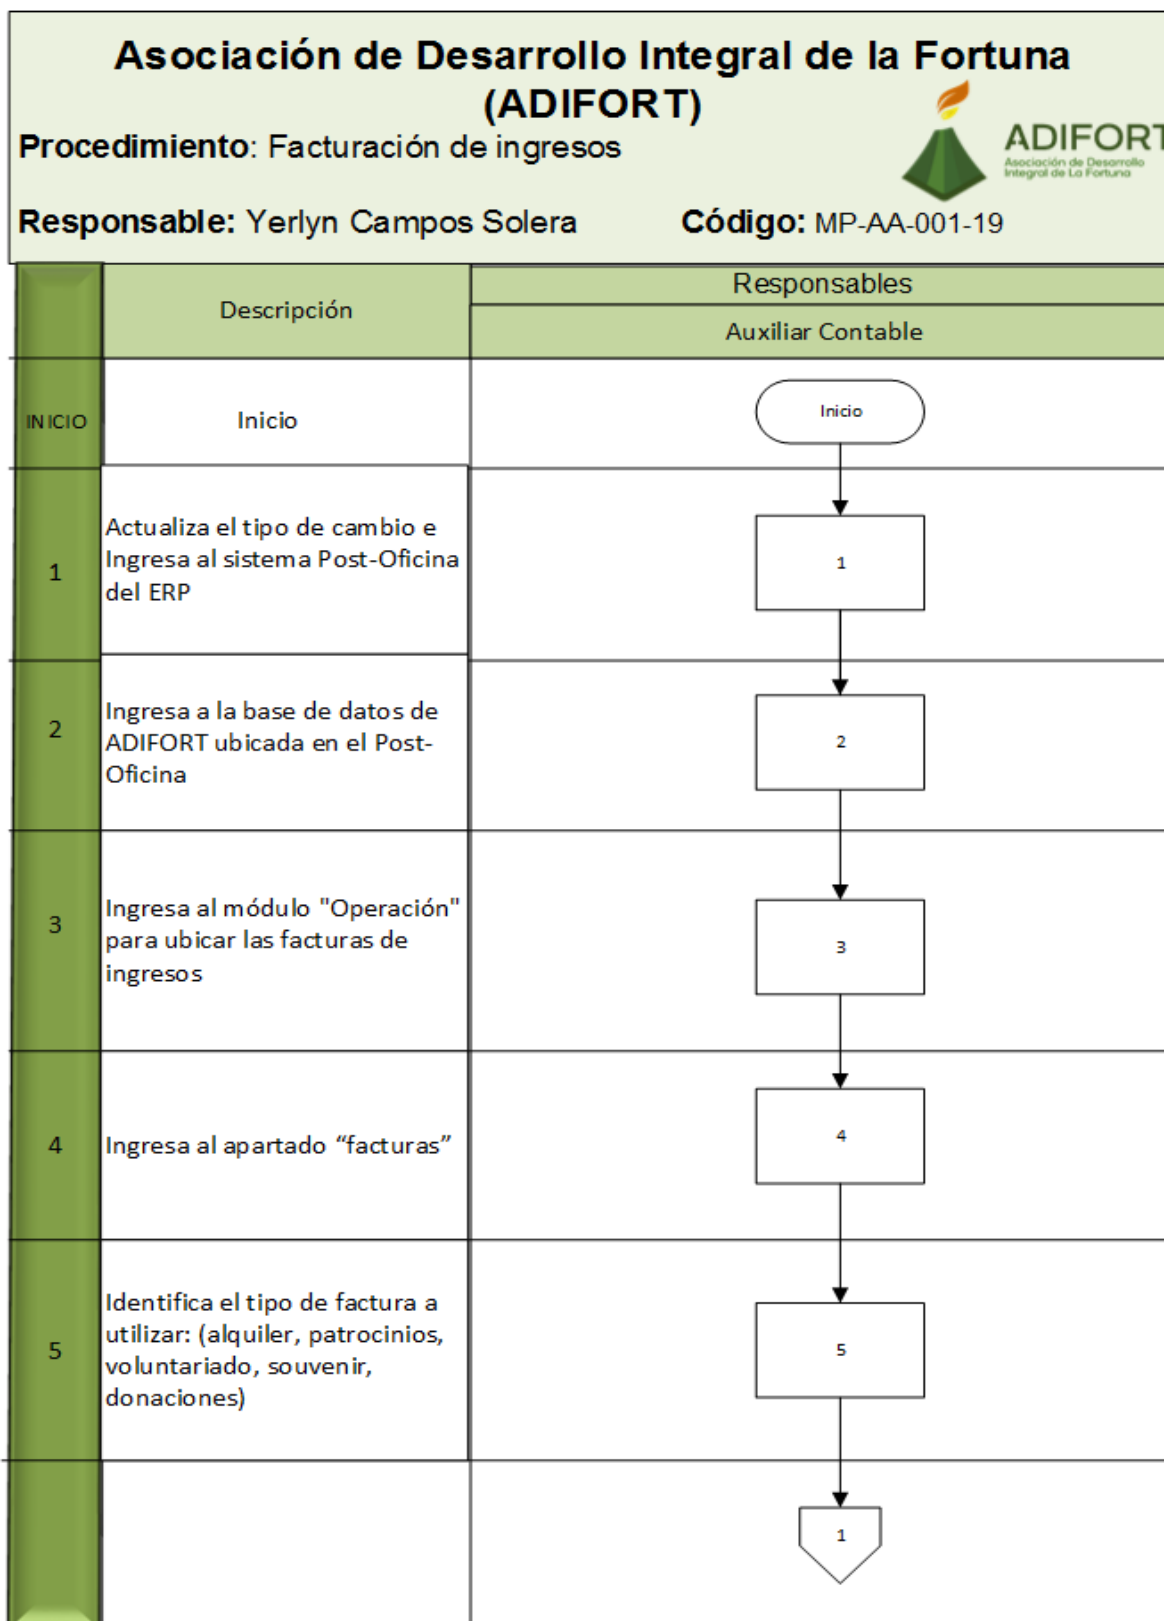 Asociación de Desarrollo Integral de la Fortuna
(ADIFORT)
Procedimiento: Facturación de ingresos
ADIFORT
Asociación de Desarrollo
Integral de La Fortuna
Responsable: Yerlyn Campos Solera Código: MP-AA-001-19
Descripción
Responsables
Auxiliar Contable
INICIO
Inicio
Inicio
1
Actualiza el tipo de cambio e
Ingresa al sistema Post-Oficina
del ERP
1
2
Ingresa a la base de datos de
ADIFORT ubicada en el Post-
Oficina
2
3
Ingresa al módulo "Operación"
para ubicar las facturas de
ingresos
3
4
Ingresa al apartado “facturas”
4
5
Identifica el tipo de factura a
utilizar: (alquiler, patrocinios,
voluntariado, souvenir,
donaciones)
5
1